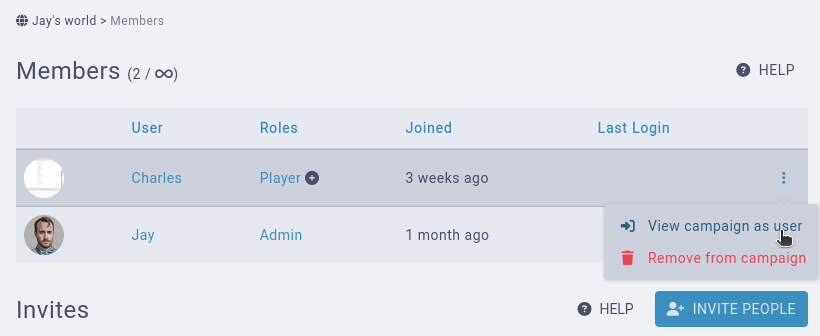 Jay's world > Members
Members (2 / ∞)
HELP
User Roles Joined Last Login
Charles Player 3 weeks ago
View campaign as user
Jay Admin 1 month ago
Remove from campaign
Invites
HELP
INVITE PEOPLE